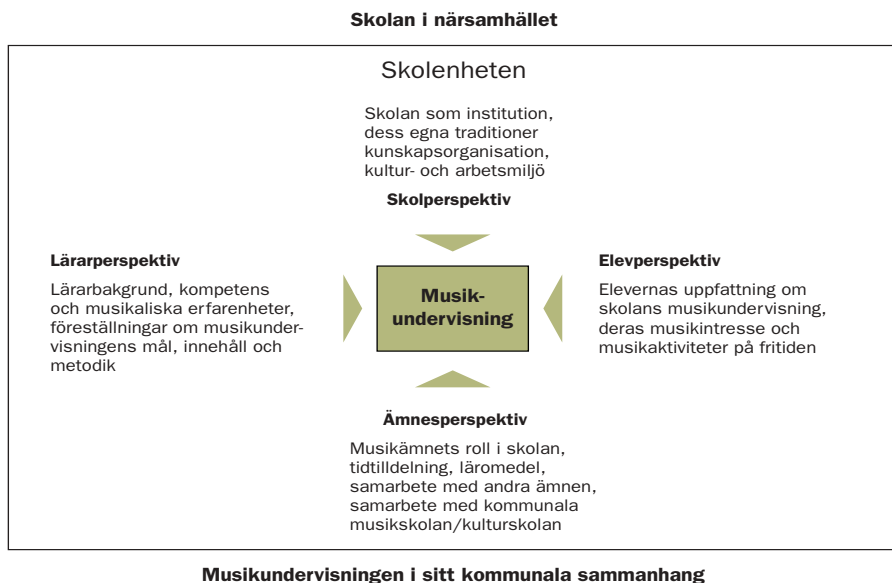 Skolan i närsamhället
Skolenheten
Skolan som institution,
dess egna traditioner
kunskapsorganisation,
kultur- och arbetsmiljö
Skolperspektiv
Lärarperspektiv
Lärarbakgrund, kompetens
och musikaliska erfarenheter,
föreställningar om musikunder-
visningens mål, innehåll och
metodik
Musik-
undervisning
Elevperspektiv
Elevernas uppfattning om
skolans musikundervisning,
deras musikintresse och
musikaktiviteter på fritiden
Ämnesperspektiv
Musikämnets roll i skolan,
tidtilldelning, läromedel,
samarbete med andra ämnen,
samarbete med kommunala
musikskolan/kulturskolan
Musikundervisningen i sitt kommunala sammanhang